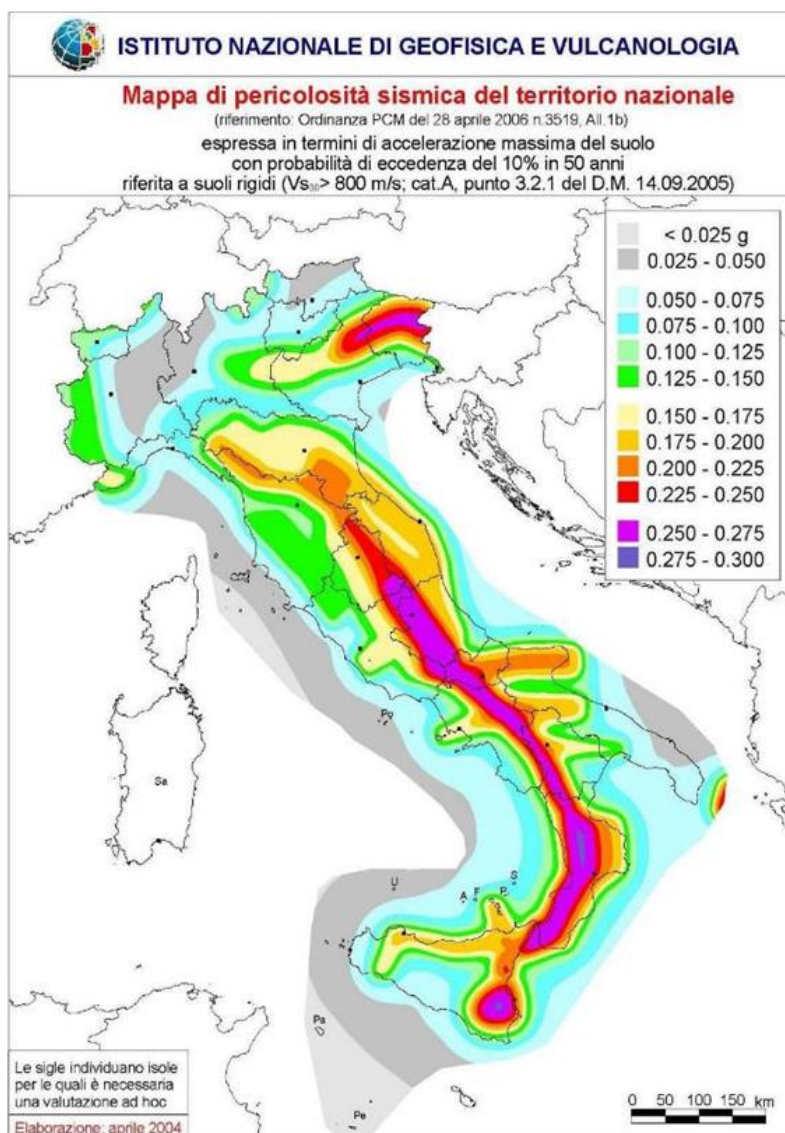 ISTITUTO NAZIONALE DI GEOFISICA E VULCANOLOGIA
Mappa di pericolosità sismica del territorio nazionale
(riferimento: Ordinanza PCM del 28 aprile 2006 n.3519, All.1b)
espressa in termini di accelerazione massima del suolo
con probabilità di eccedenza del 10% in 50 anni
riferita a suoli rigidi (Vs₃₀> 800 m/s; cat.A, punto 3.2.1 del D.M. 14.09.2005)
< 0.025 g
0.025 - 0.050
0.050 - 0.075
0.075 - 0.100
0.100 - 0.125
0.125 - 0.150
0.150 - 0.175
0.175 - 0.200
0.200 - 0.225
0.225 - 0.250
0.250 - 0.275
0.275 - 0.300
Po
Sa
U
A
F
P
S
Pa
Pe
Le sigle individuano isole
per le quali è necessaria
una valutazione ad hoc
Elaborazione: aprile 2004
0 50 100 150 km